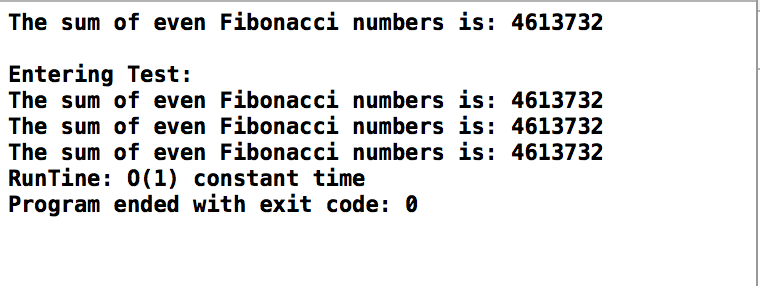 The sum of even Fibonacci numbers is: 4613732
Entering Test:
The sum of even Fibonacci numbers is: 4613732
The sum of even Fibonacci numbers is: 4613732
The sum of even Fibonacci numbers is: 4613732
RunTine: O(1) constant time
Program ended with exit code: 0